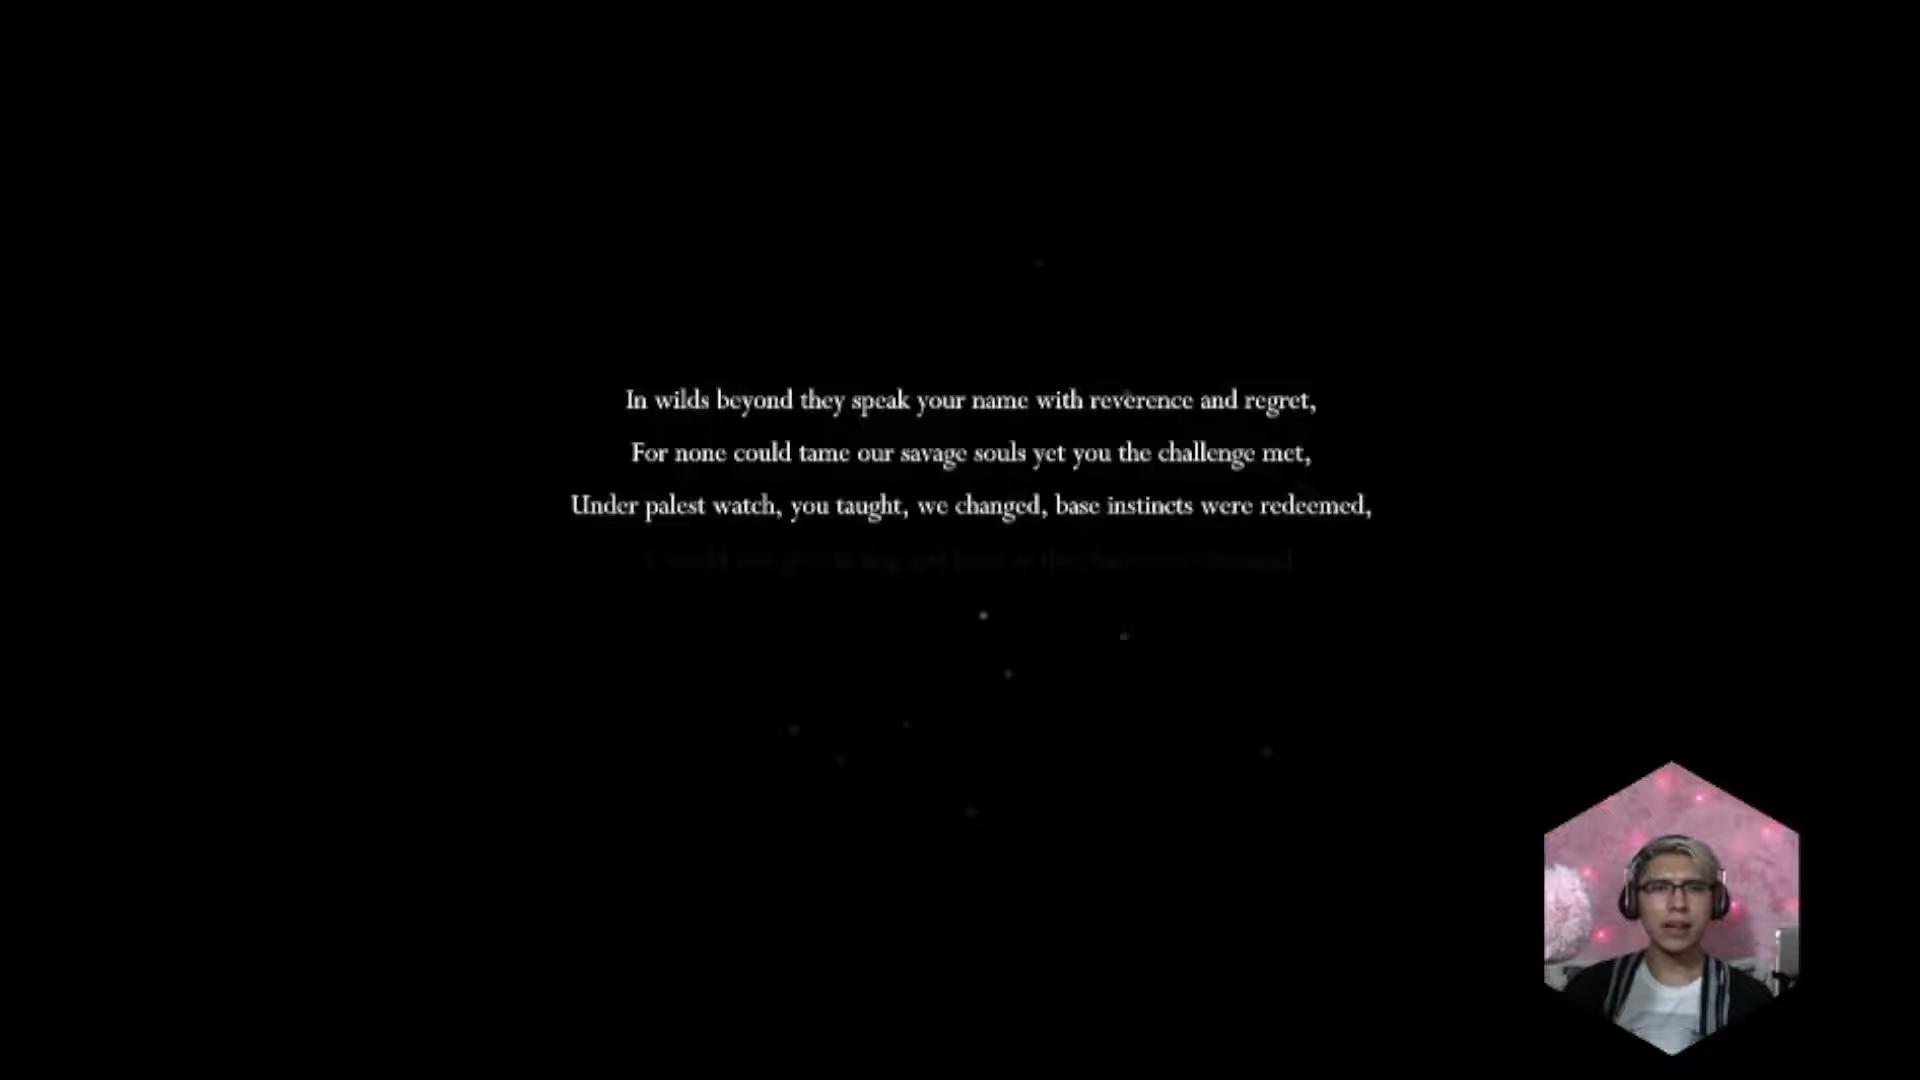 In wilds beyond they speak your name with reverence and regret,
For none could tame our savage souls yet you the challenge met,
Under palest watch, you taught, we changed, base instincts were redeemed,